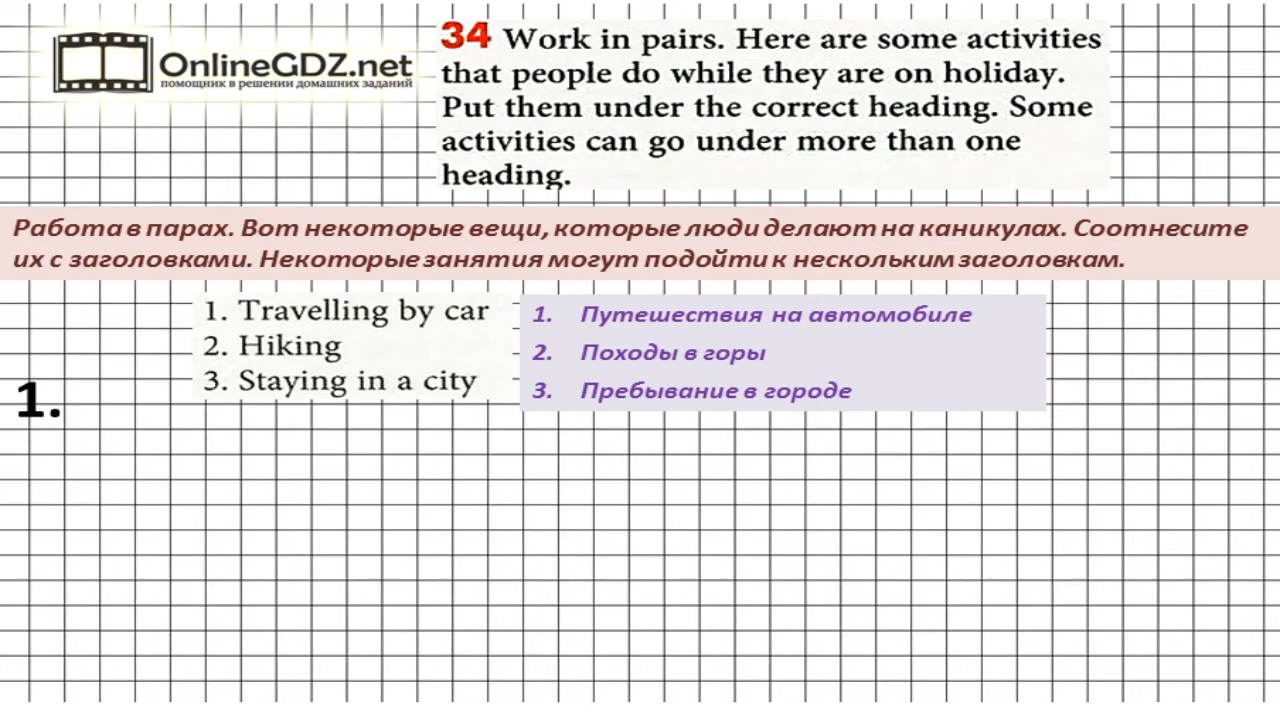 OnlineGDZ.net
помощник в решении домашних заданий
34 Work in pairs. Here are some activities
that people do while they are on holiday.
Put them under the correct heading. Some
activities can go under more than one
heading.
Работа в парах. Вот некоторые вещи, которые люди делают на каникулах. Соотнесите
их с заголовками. Некоторые занятия могут подойти к нескольким заголовкам.
1. Travelling by car
2. Hiking
3. Staying in a city
1. Путешествия на автомобиле
2. Походы в горы
3. Пребывание в городе
1.